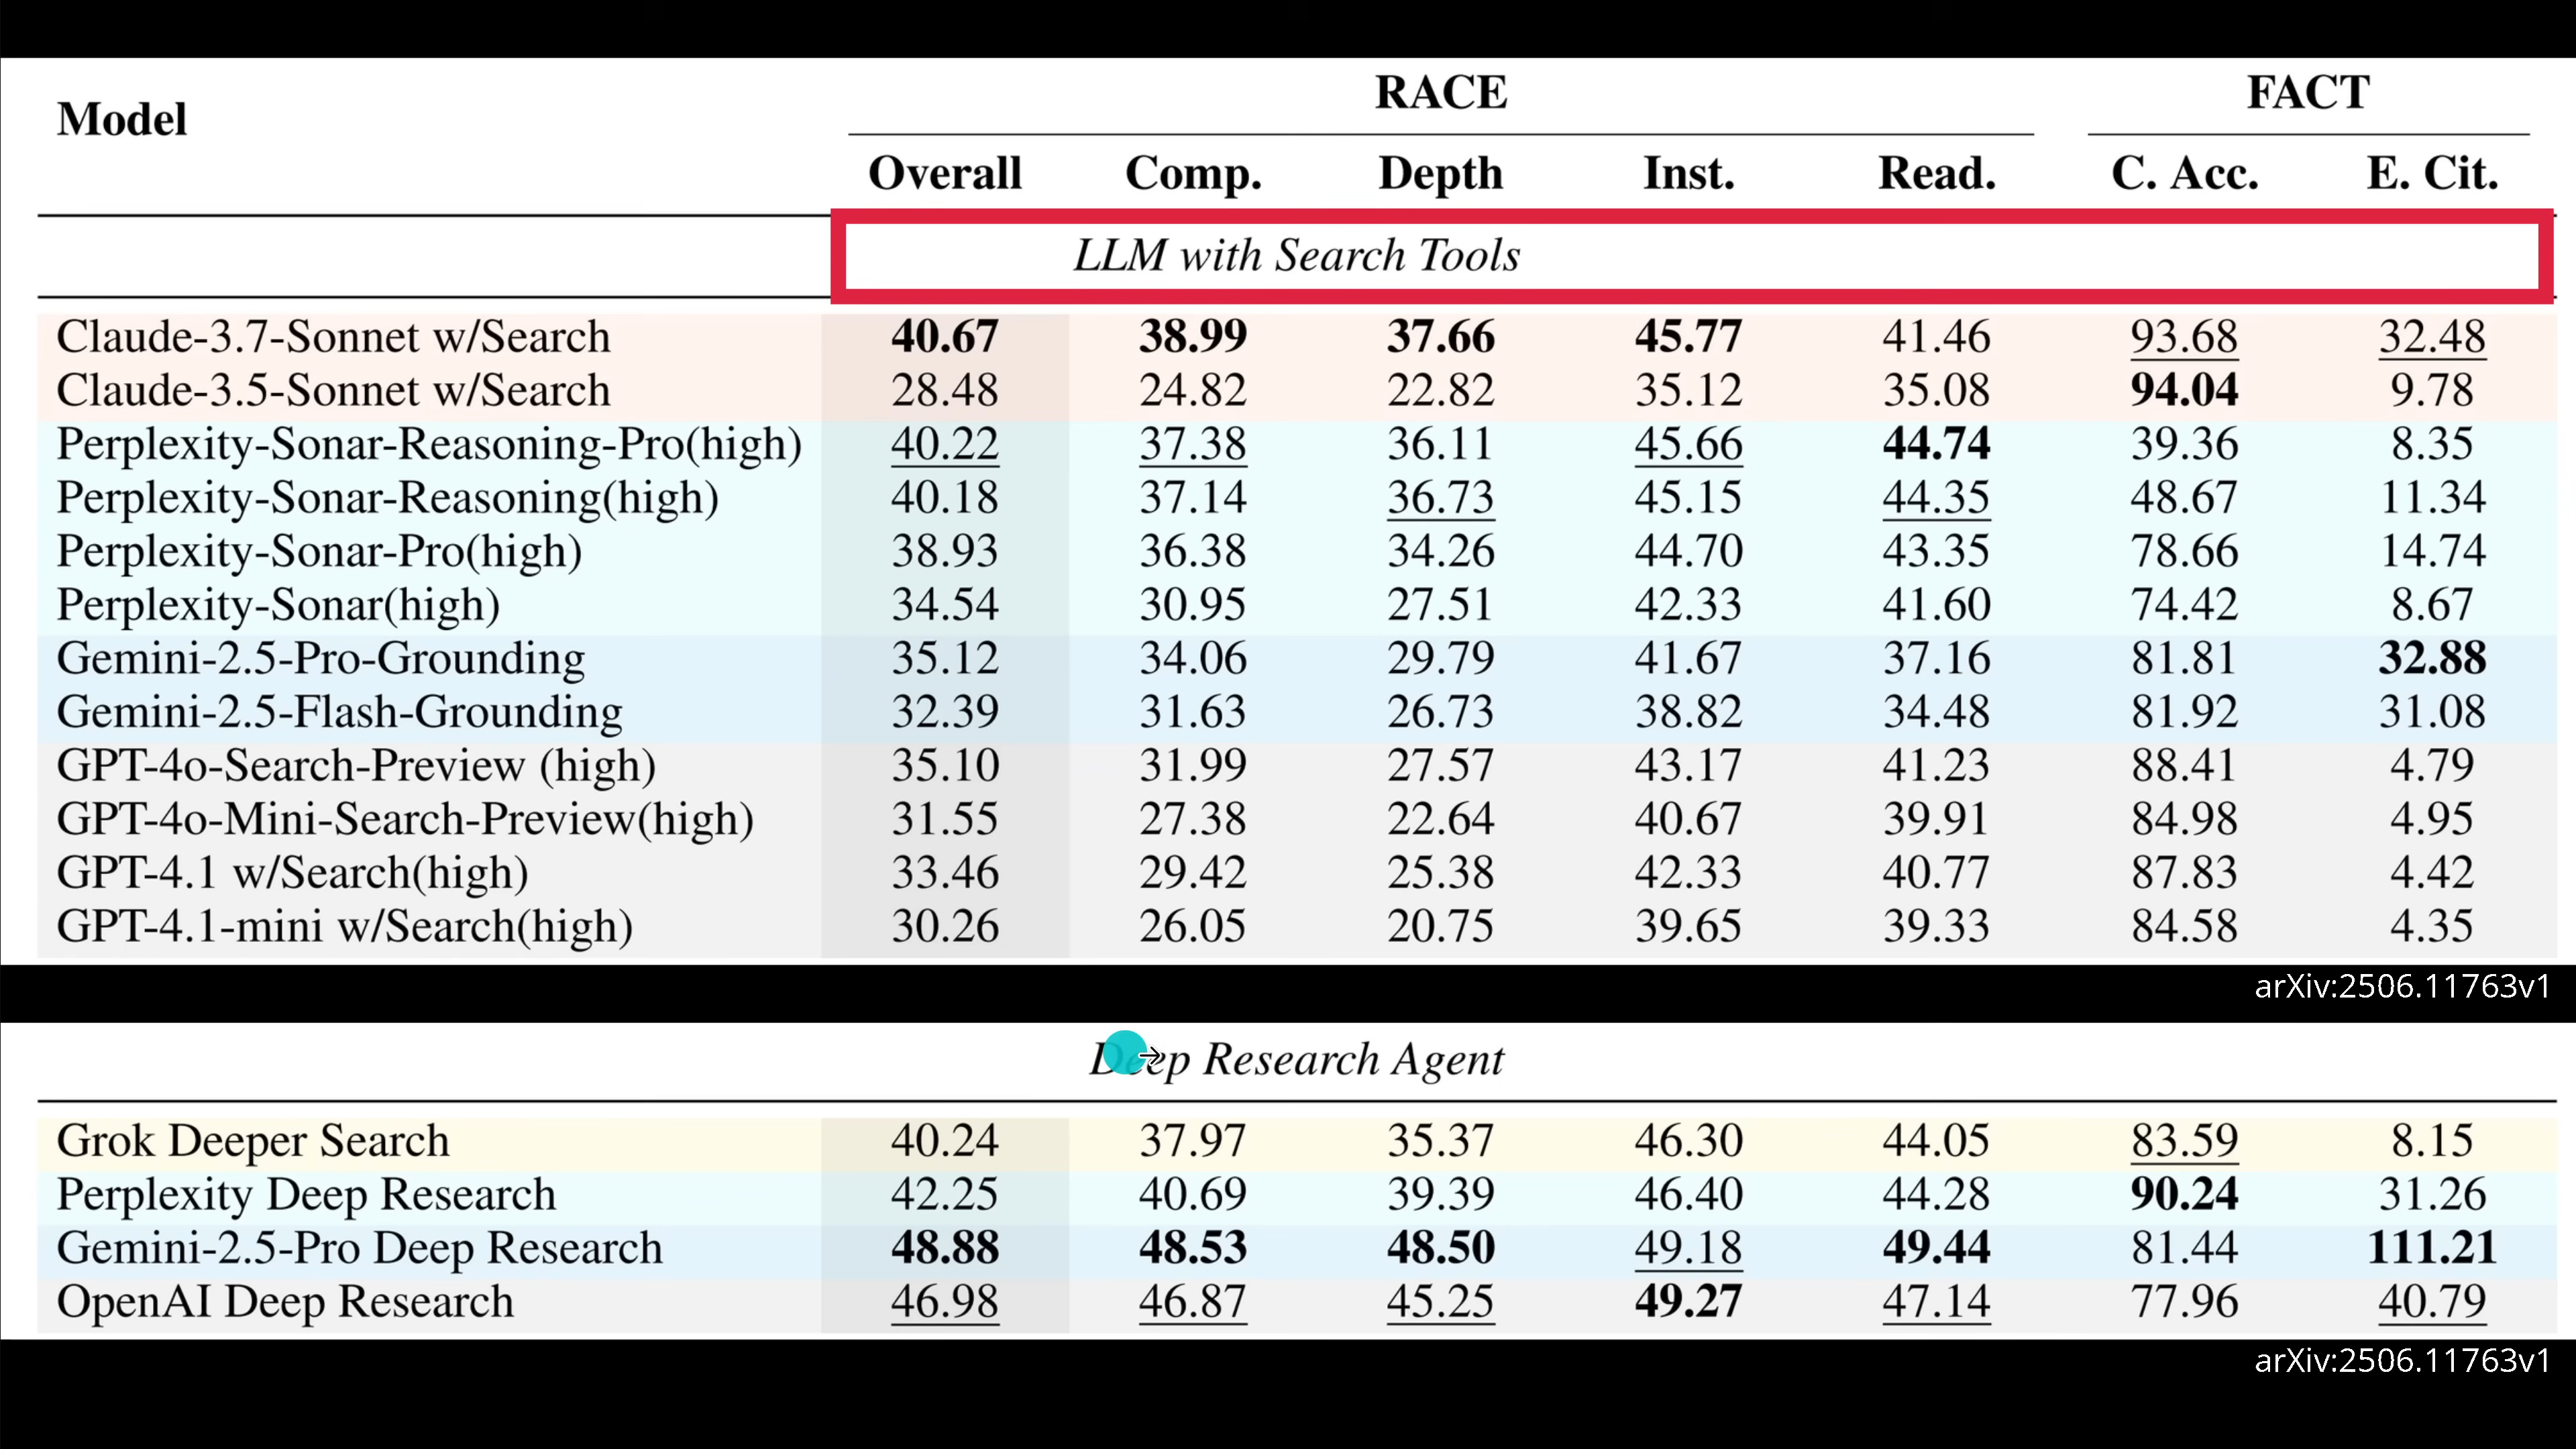 Model RACE FACT
Overall Comp. Depth Inst. Read. C. Acc. E. Cit.
LLM with Search Tools
Claude-3.7-Sonnet w/Search 40.67 38.99 37.66 45.77 41.46 93.68 32.48
Claude-3.5-Sonnet w/Search 28.48 24.82 22.82 35.12 35.08 94.04 9.78
Perplexity-Sonar-Reasoning-Pro(high) 40.22 37.38 36.11 45.66 44.74 39.36 8.35
Perplexity-Sonar-Reasoning(high) 40.18 37.14 36.73 45.15 44.35 48.67 11.34
Perplexity-Sonar-Pro(high) 38.93 36.38 34.26 44.70 43.35 78.66 14.74
Perplexity-Sonar(high) 34.54 30.95 27.51 42.33 41.60 74.42 8.67
Gemini-2.5-Pro-Grounding 35.12 34.06 29.79 41.67 37.16 81.81 32.88
Gemini-2.5-Flash-Grounding 32.39 31.63 26.73 38.82 34.48 81.92 31.08
GPT-4o-Search-Preview (high) 35.10 31.99 27.57 43.17 41.23 88.41 4.79
GPT-4o-Mini-Search-Preview(high) 31.55 27.38 22.64 40.67 39.91 84.98 4.95
GPT-4.1 w/Search(high) 33.46 29.42 25.38 42.33 40.77 87.83 4.42
GPT-4.1-mini w/Search(high) 30.26 26.05 20.75 39.65 39.33 84.58 4.35
arXiv:2506.11763v1
Deep Research Agent
Grok Deeper Search 40.24 37.97 35.37 46.30 44.05 83.59 8.15
Perplexity Deep Research 42.25 40.69 39.39 46.40 44.28 90.24 31.26
Gemini-2.5-Pro Deep Research 48.88 48.53 48.50 49.18 49.44 81.44 111.21
OpenAI Deep Research 46.98 46.87 45.25 49.27 47.14 77.96 40.79
arXiv:2506.11763v1